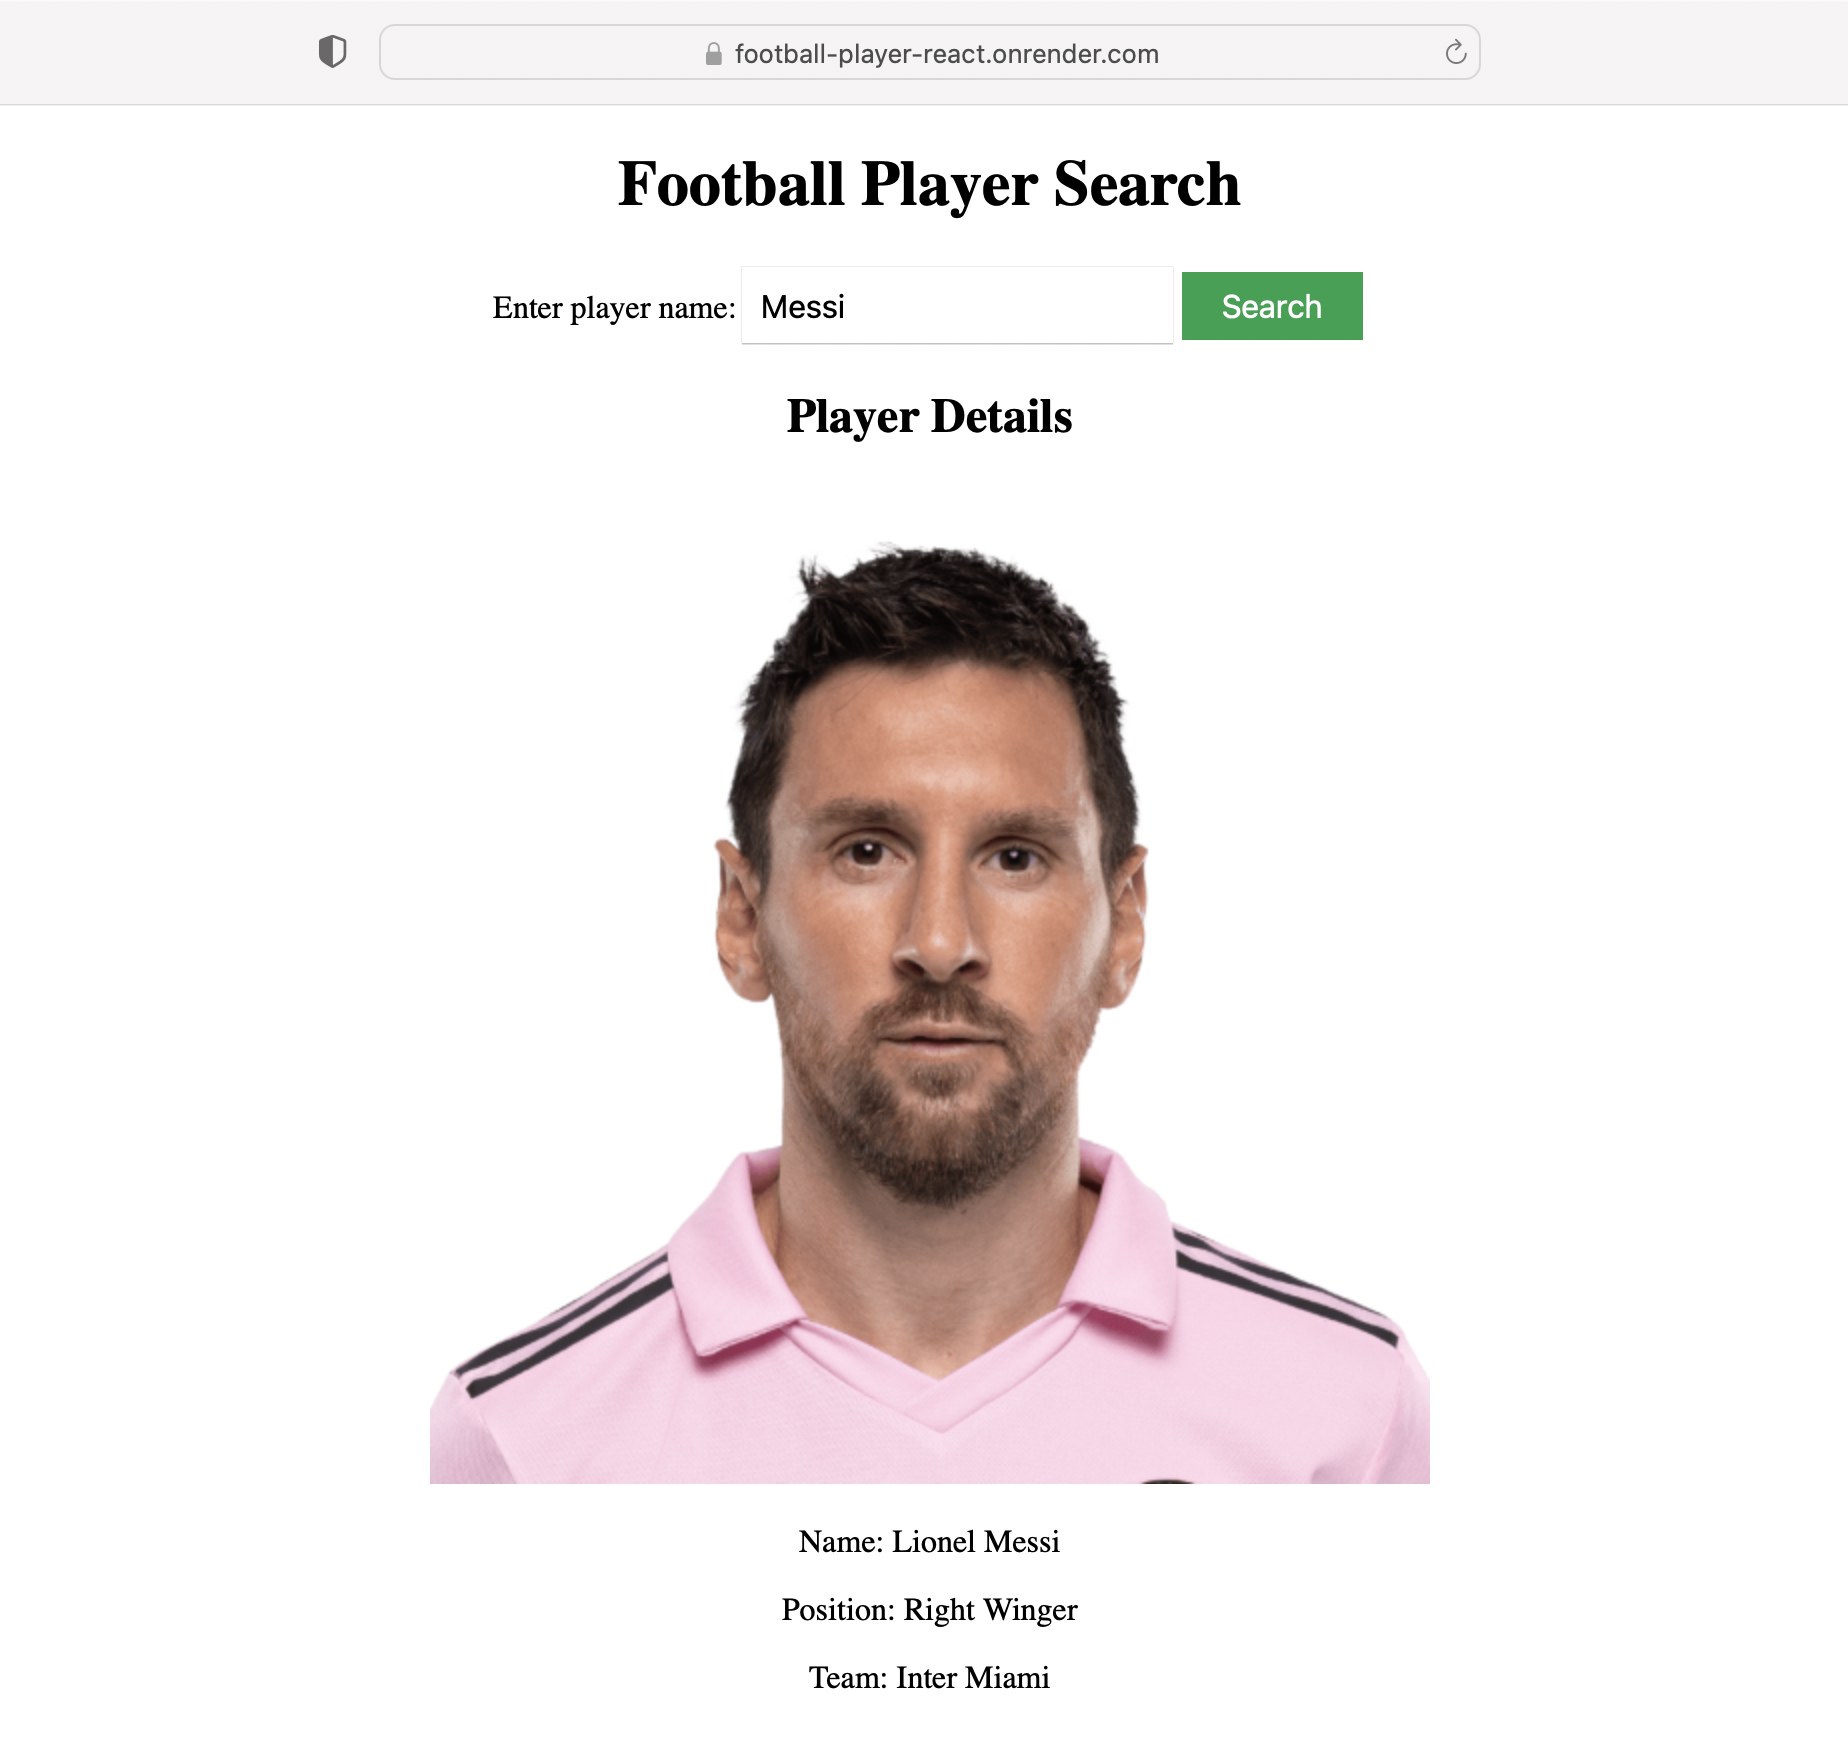 football-player-react.onrender.com
Football Player Search
Enter player name: Messi Search
Player Details
Name: Lionel Messi
Position: Right Winger
Team: Inter Miami